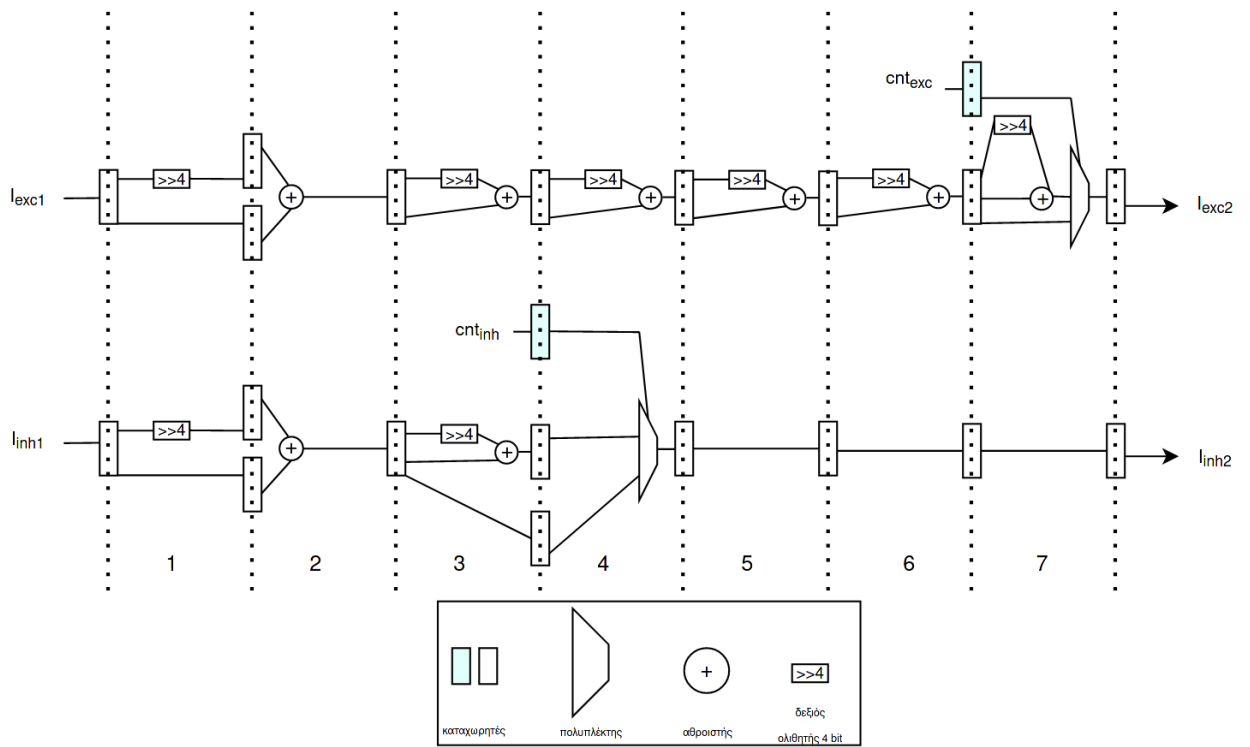 cnt exc
>>4
I exc1
>>4
+
>>4
+
>>4
+
>>4
+
>>4
+
+
I exc2
cnt inh
I inh1
>>4
+
>>4
+
I inh2
1
2
3
4
5
6
7
+
>>4
καταχωρητές
πολυπλέκτης
αθροιστής
δεξιός
ολιθητής 4 bit